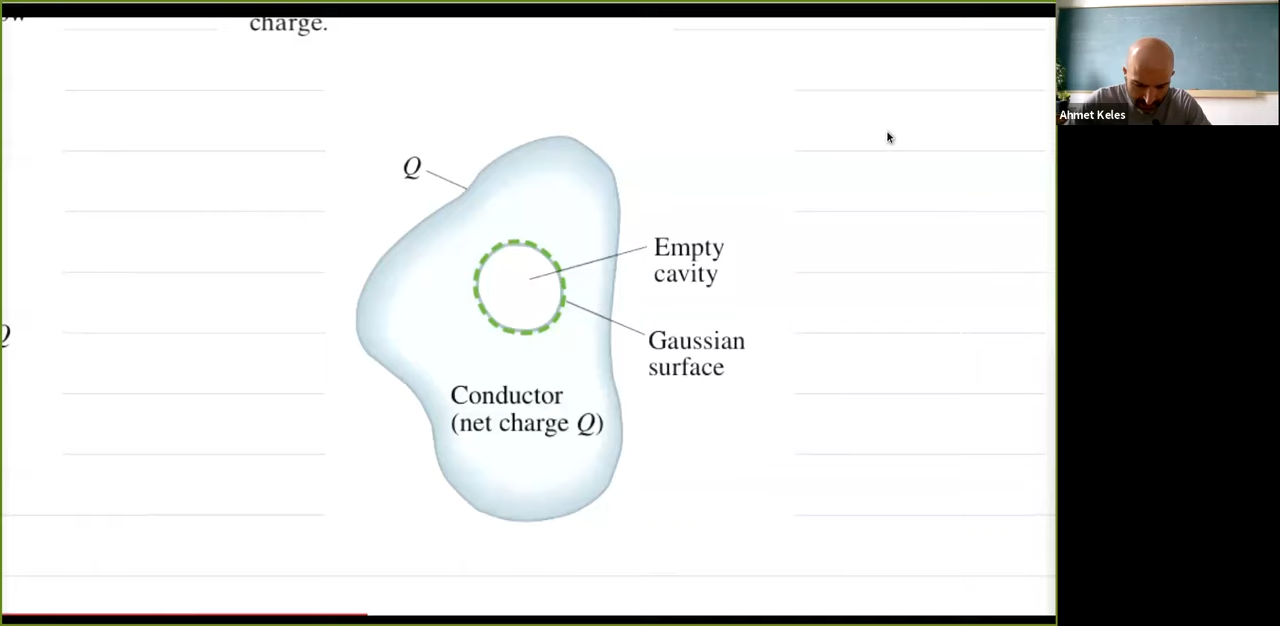 charge.
Ahmet Keles
Q
Empty
cavity
Gaussian
surface
Conductor
(net charge Q)